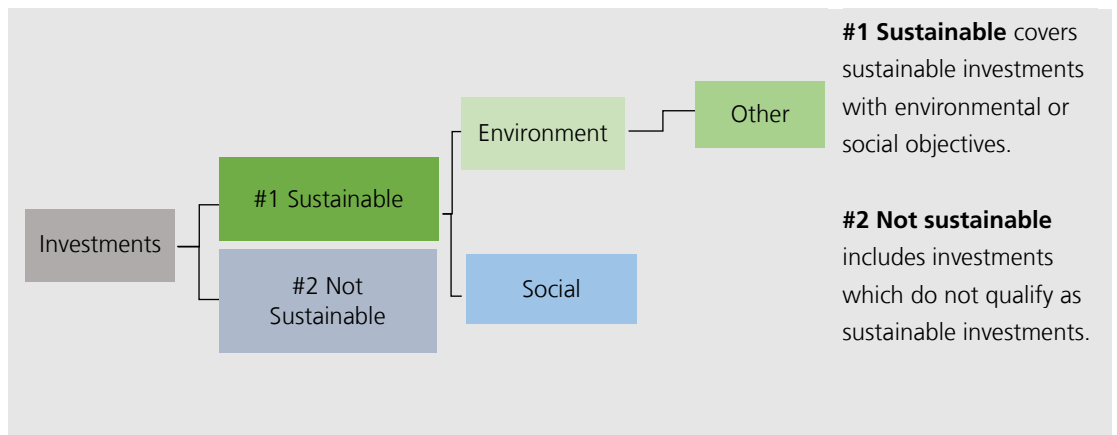 Investments
#1 Sustainable
#2 Not
Sustainable
Environment
Social
Other
#1 Sustainable covers
sustainable investments
with environmental or
social objectives.
#2 Not sustainable
includes investments
which do not qualify as
sustainable investments.